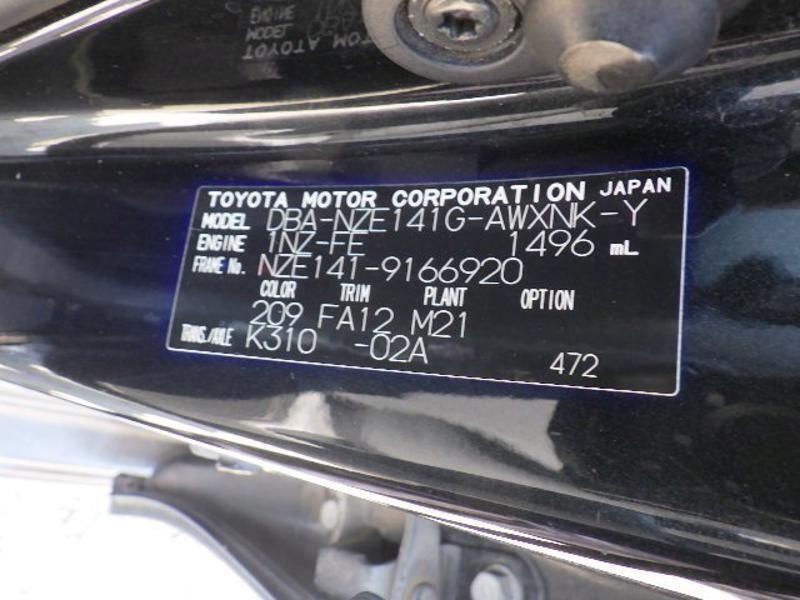 TOYOTA MOTOR CORPORATION JAPAN
MODEL DBA-NZE141G-AWXNK-Y
ENGINE 1NZ-FE 1496 mL
FRAME No. NZE141-9166920
COLOR TRIM PLANT OPTION
209 FA12 M21
TRANS./AXLE K310 -02A
472